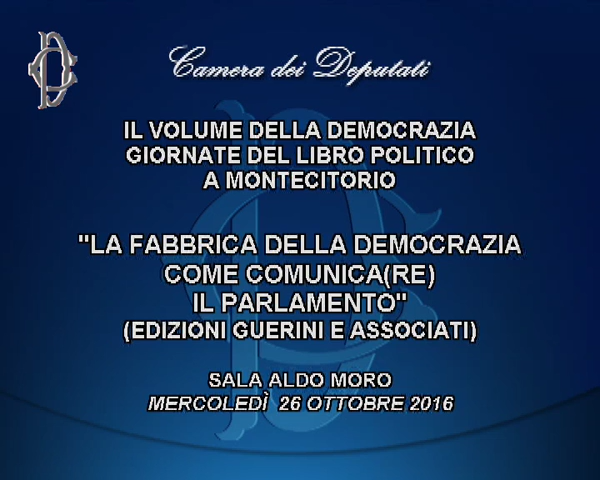 Camera dei Deputati
IL VOLUME DELLA DEMOCRAZIA
GIORNATE DEL LIBRO POLITICO
A MONTECITORIO
"LA FABBRICA DELLA DEMOCRAZIA
COME COMUNICA(RE)
IL PARLAMENTO"
(EDIZIONI GUERINI E ASSOCIATI)
SALA ALDO MORO
MERCOLEDÌ 26 OTTOBRE 2016